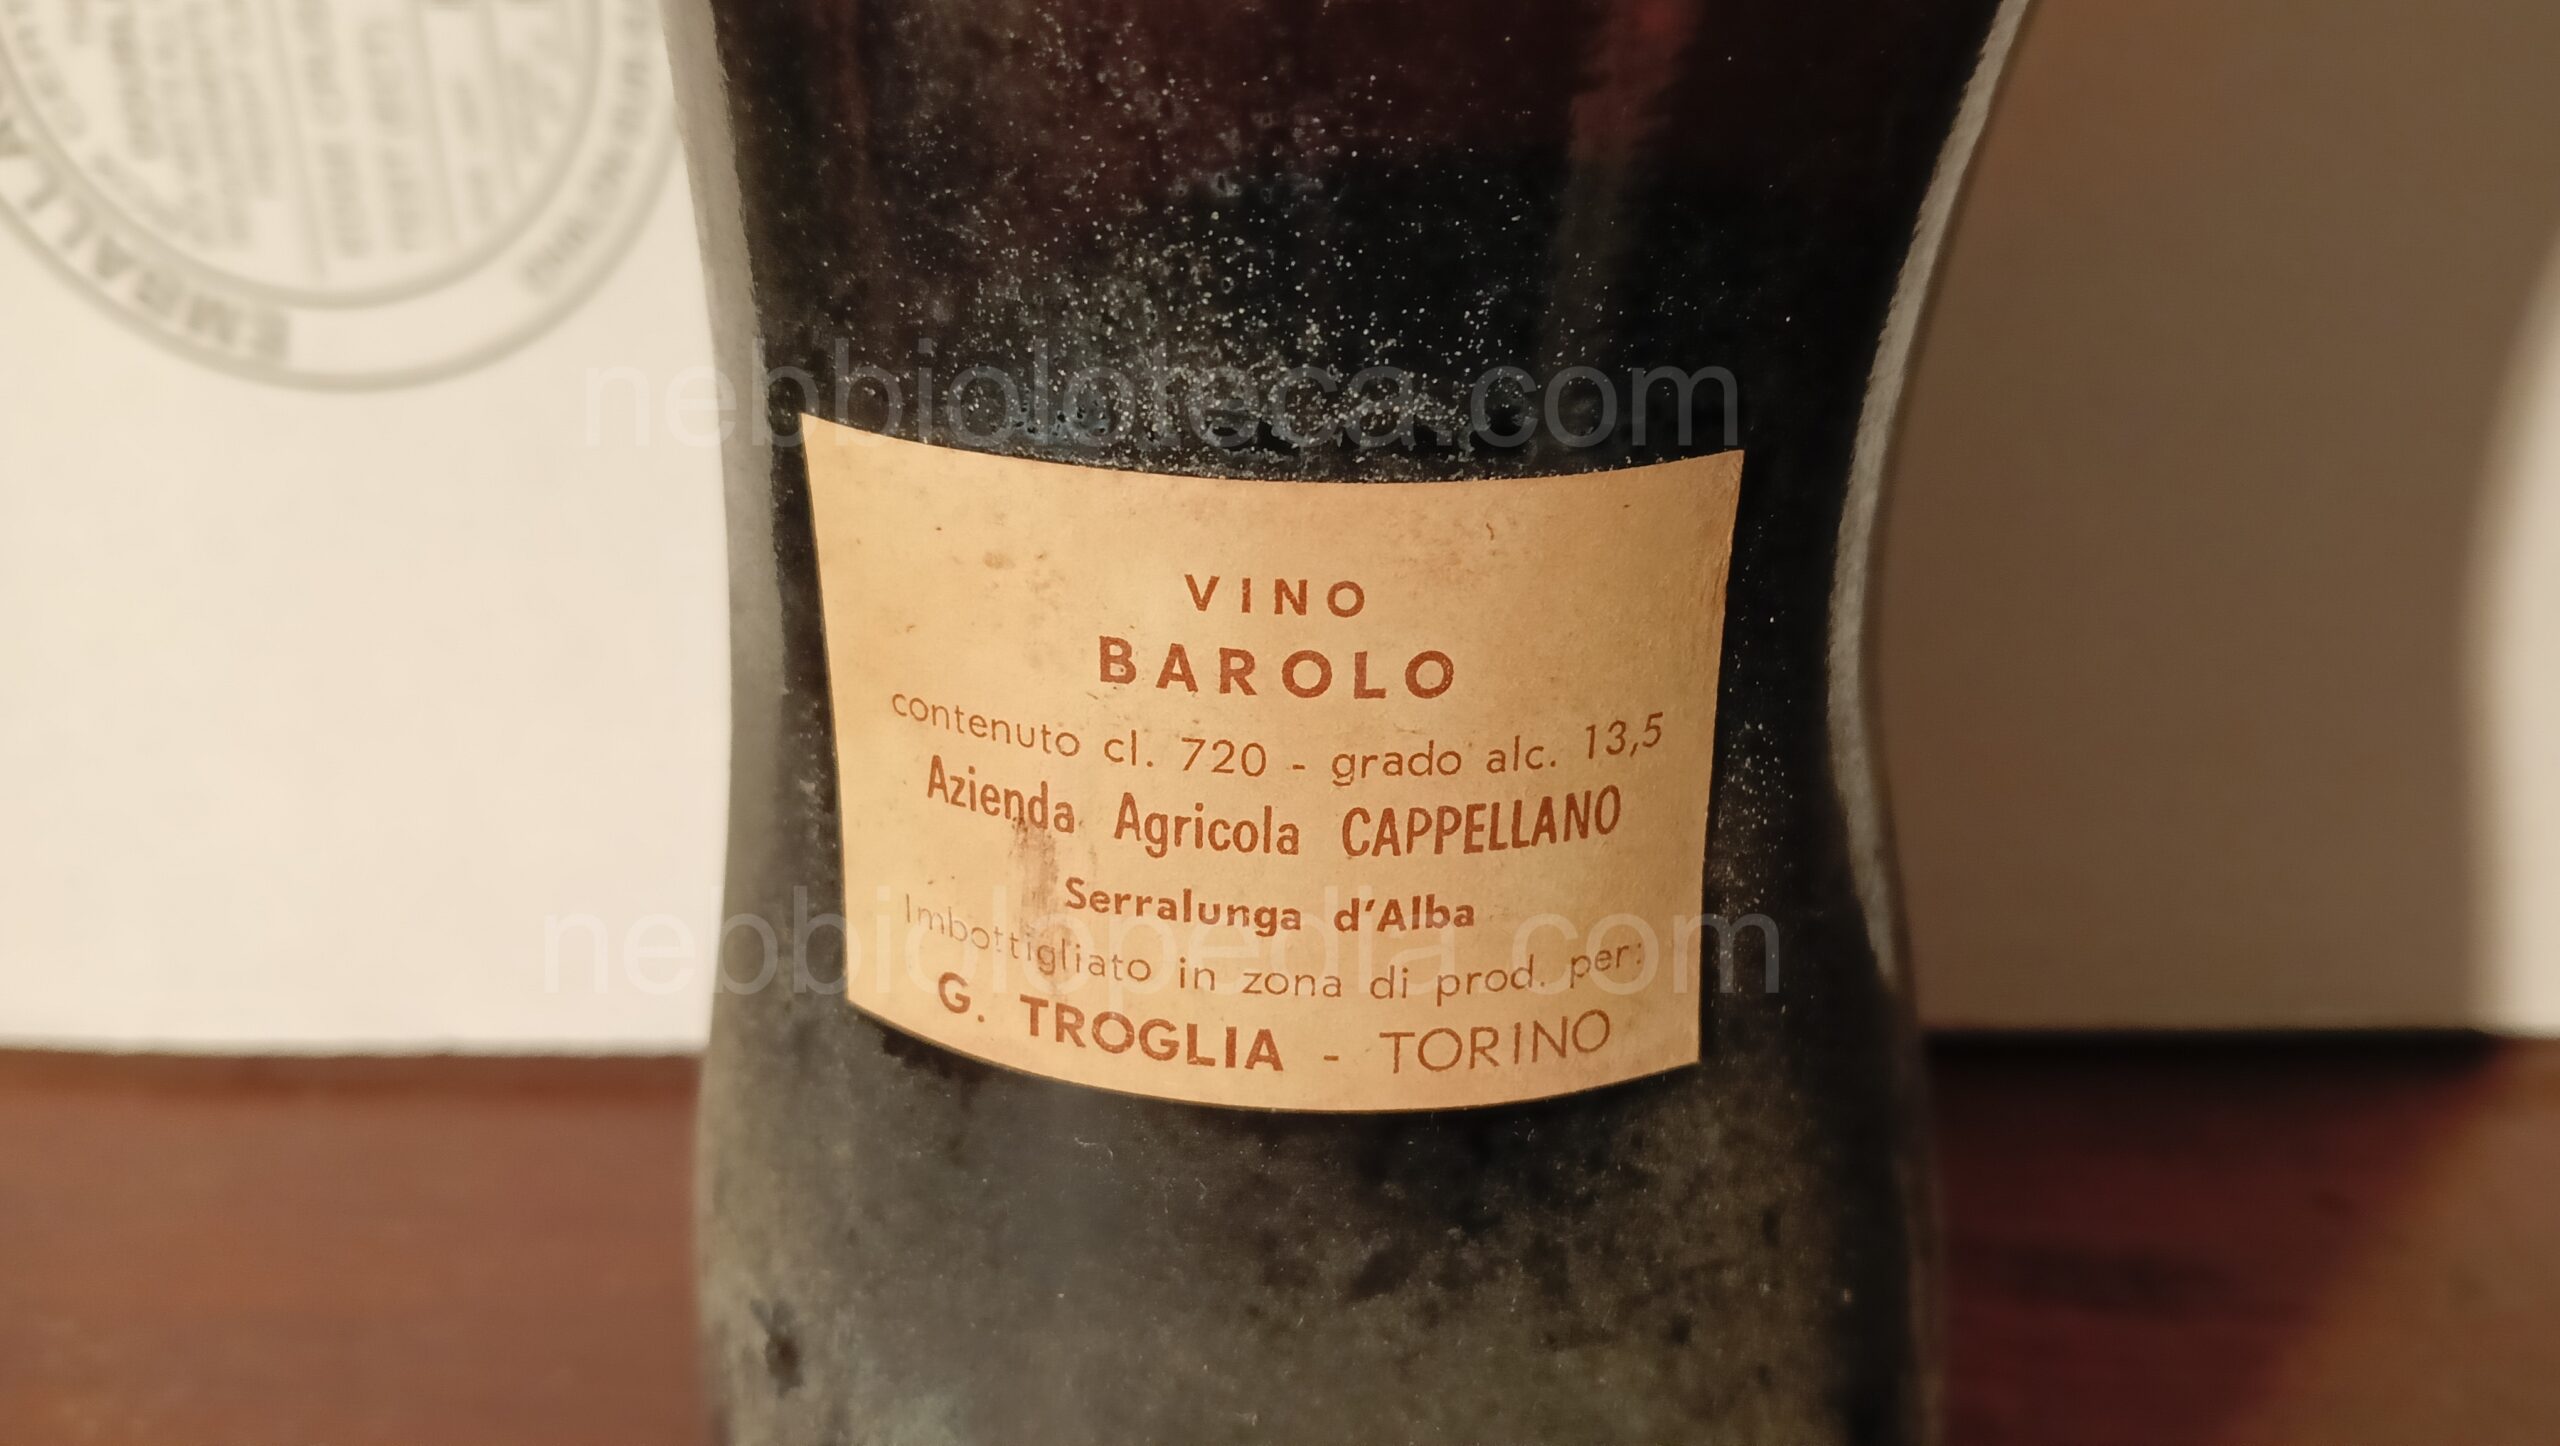 EMBALL
nebbioloteca.com
VINO
BAROLO
contenuto cl. 720 - grado alc. 13,5
Azienda Agricola CAPPELLANO
Serralunga d'Alba
nebbiolopedia.com
Imbottigliato in zona di prod. per:
G. TROGLIA - TORINO